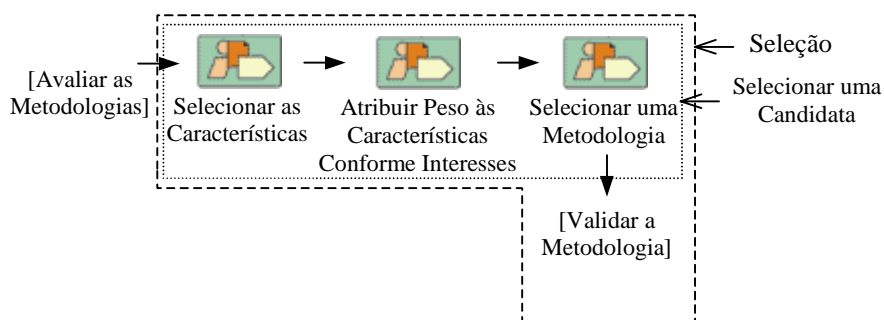 [Avaliar as
Metodologias]
Selecionar as
Características
Atribuir Peso às
Características
Conforme Interesses
Selecionar uma
Metodologia
Seleção
Selecionar uma
Candidata
[Validar a
Metodologia]